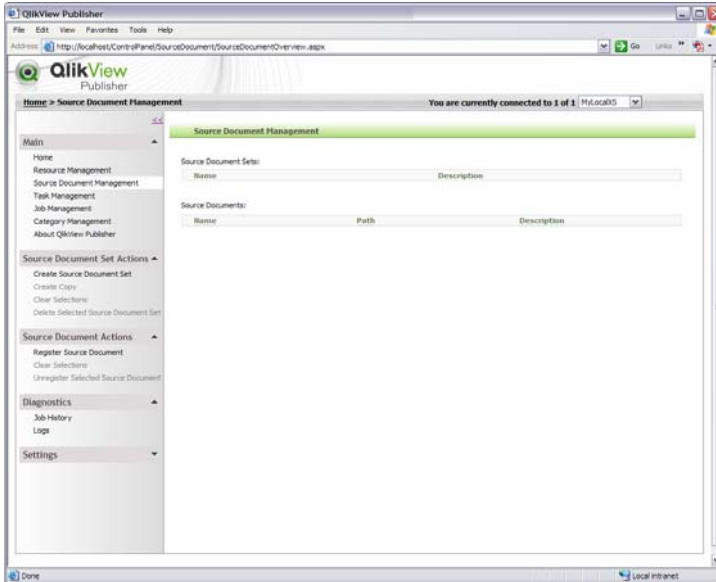 QlikView Publisher
File Edit View Favorites Tools Help
Address http://localhost/ControlPanel/SourceDocument/SourceDocumentOverview.aspx Go Links »
QlikView
Publisher
Home > Source Document Management You are currently connected to 1 of 1 MyLocalXS
<<
Source Document Management
Main
Home
Resource Management
Source Document Management
Task Management
Job Management
Category Management
About QlikView Publisher
Source Document Sets:
Name Description
Source Documents:
Name Path Description
Source Document Set Actions
Create Source Document Set
Create Copy
Clear Selections
Delete Selected Source Document Set
Source Document Actions
Register Source Document
Clear Selections
Unregister Selected Source Document
Diagnostics
Job History
Logs
Settings
Done Local intranet